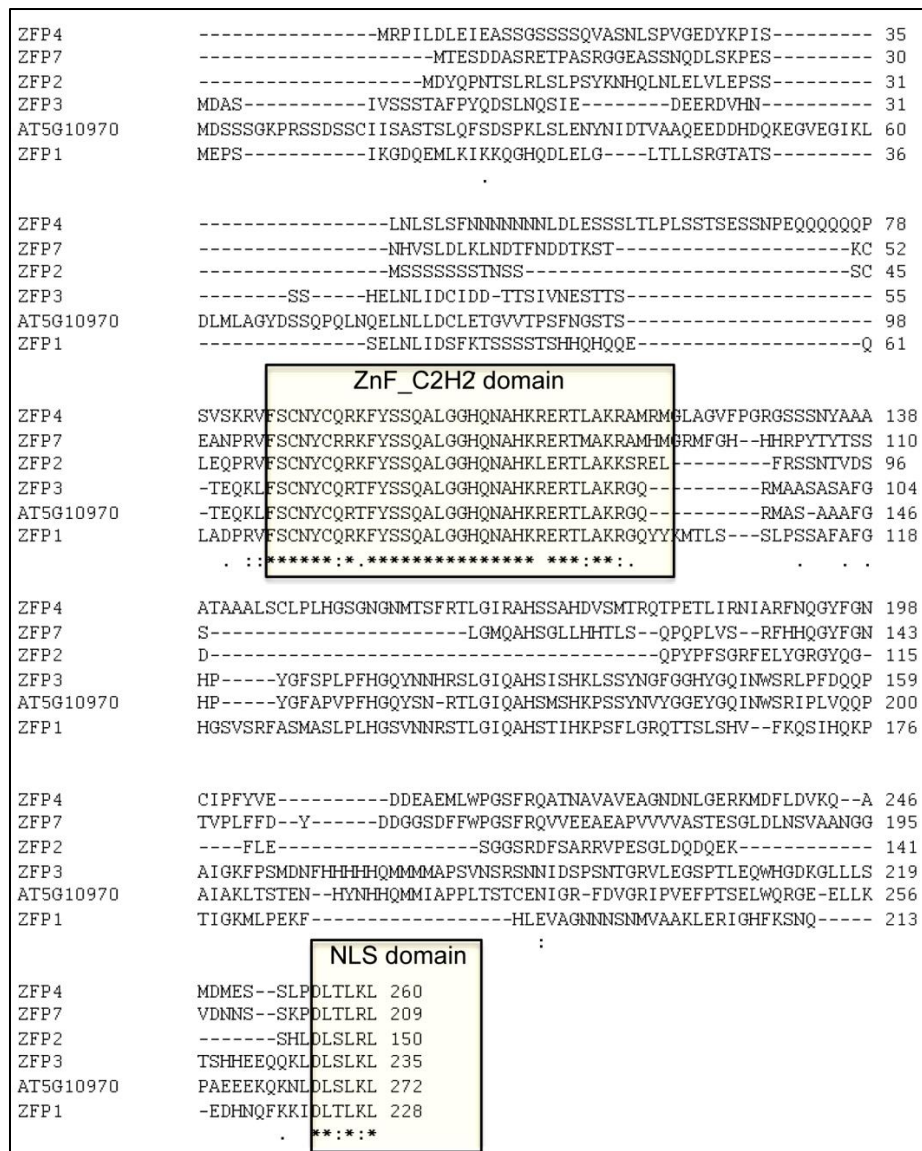 ZFP4 ----------------MRPILDLEIEASSGSSSSSQVASNLSPVGEDYKPIS--------- 35
ZFP7 ---------------------MTESDDASRETPASRGGEASSNQDLSKPES--------- 30
ZFP2 --------------------MDYQPNTSLRLSLPSYKNHQLNLELVLEPSS--------- 31
ZFP3 MDAS-----------IVSSSTAFPYQDSLNQSIE--------DEERDVHN---------- 31
AT5G10970 MDSSSGKPRSSDSSCIISASTSLQFSDSPKLSLENYNIDTVAAQEEDDHDQKEGVEGIKL 60
ZFP1 MEPS-----------IKGDQEMLKIKKQGHQDLELG----LTLLSRGTATS--------- 36
.
ZFP4 -----------------LNLSLSFNNNNNNNLDLESSSLTLPLSSTSESSNPEQQQQQQP 78
ZFP7 -----------------NHVSLDLKLNDTFNDDTKST---------------------KC 52
ZFP2 -----------------MSSSSSSSTNSS-----------------------------SC 45
ZFP3 --------SS-----HELNLIDCIDD-TTSIVNESTTS---------------------- 55
AT5G10970 DLMLAGYDSSQPQLNQELNLLDCLETGVVTPSFNGSTS---------------------- 98
ZFP1 ---------------SELNLIDSFKTSSSSTSHHQHQQE--------------------Q 61
ZnF_C2H2 domain
ZFP4 SVSKRVFSCNYCQRKFYSSQALGGHQNAHKRERTLAKRAMRMGLAGVFPGRGSSSNYAAA 138
ZFP7 EANPRVFSCNYCRRKFYSSQALGGHQNAHKRERTMAKRAMHMGRMFGH--HHRPYTYTSS 110
ZFP2 LEQPRVFSCNYCQRKFYSSQALGGHQNAHKLERTLAKKSREL---------FRSSNTVDS 96
ZFP3 -TEQKLFSCNYCQRTFYSSQALGGHQNAHKRERTLAKRGQ---------RMAASASAFG 104
AT5G10970 -TEQKLFSCNYCQRTFYSSQALGGHQNAHKRERTLAKRGQ---------RMAS-AAAFG 146
ZFP1 LADPRVFSCNYCQRKFYSSQALGGHQNAHKRERTLAKRGQYYKMTLS---SLPSSAFAFG 118
. ::******:*.*************** ***:**:. . . .
ZFP4 ATAAALSCLPLHGSGNGNMTSFRTLGIRAHSSAHDVSMTRQTPETLIRNIARFNQGYFGN 198
ZFP7 S-----------------------LGMQAHSGLLHHTLS--QPQPLVS--RFHHQGYFGN 143
ZFP2 D-----------------------------------------QPYPFSGRFELYGRGYQG- 115
ZFP3 HP-----YGFSPLPFHGQYNNHRSLGIQAHSISHKLSSYNGFGGHYGQINWSRLPFDQQP 159
AT5G10970 HP-----YGFAPVPFHGQYSN-RTLGIQAHSMSHKPSSYNVYGGEYGQINWSRIPLVQQP 200
ZFP1 HGSVSRFASMASLPLHGSVNNRSTLGIQAHSTIHKPSFLGRQTTSLSHV--FKQSIHQKP 176
ZFP4 CIPFYVE----------DDEAEMLWPGSFRQATNAVAVEAGNDNLGERKMDFLDVKQ--A 246
ZFP7 TVPLFFD--Y------DDGGSDFFWPGSFRQVVEEAEAPVVVVASTESGLDLNSVAANGG 195
ZFP2 ----FLE-----------------SGGSRDFSARRVPESGLDQDQEK------------- 141
ZFP3 AIGKFPSMDNFHHHHHQMMMMAPSVNSRSNNIDSPSNTGRVLEGSPTLEQWHGDKGLLLS 219
AT5G10970 AIAKLTSTEN--HYNHHQMMIAPPLTSTCENIGR-FDVGRIPVEFPTSELWQRGE-ELLK 256
ZFP1 TIGKMLPEKF-----------------HLEVAGNNNSNMVAAKLERIGHFKSNQ----- 213
:
NLS domain
ZFP4 MDMES--SLPDLTLKL 260
ZFP7 VDNNS--SKPDLTLRL 209
ZFP2 -------SHLDLSLRL 150
ZFP3 TSHHEEQQKLDLSLKL 235
AT5G10970 PAEEEKQKNLDLSLKL 272
ZFP1 -EDHNQFKKIDLTLKL 228
. **:*:*